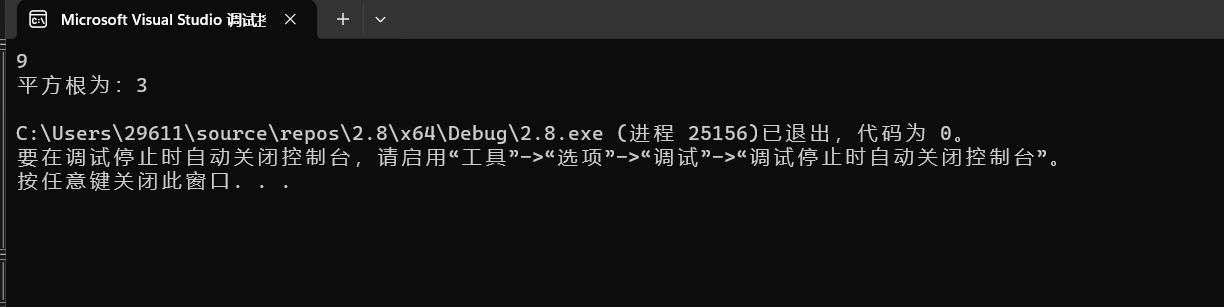 Microsoft Visual Studio 调试
9
平方根为：3
C:\Users\29611\source\repos\2.8\x64\Debug\2.8.exe (进程 25156)已退出，代码为 0。
要在调试停止时自动关闭控制台，请启用“工具”->“选项”->“调试”->“调试停止时自动关闭控制台”。
按任意键关闭此窗口. . .